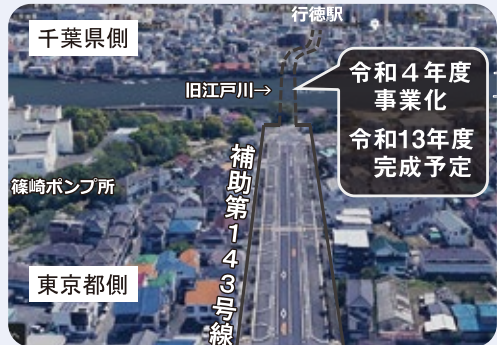 行徳駅
千葉県側
令和４年度
事業化
令和13年度
完成予定
旧江戸川→
補助第143号線
篠崎ポンプ所
東京都側